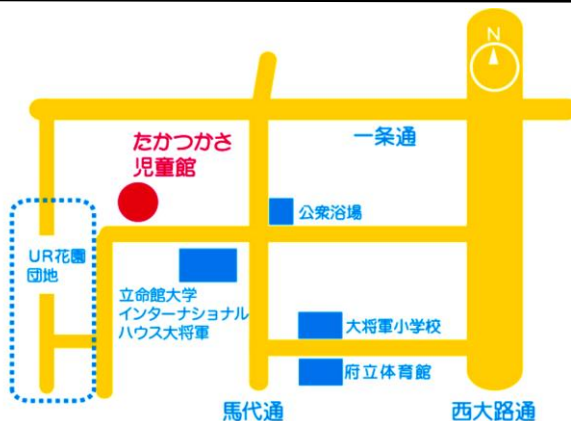 N
一条通
たかつかさ
児童館
公衆浴場
UR花園
団地
立命館大学
インターナショナル
ハウス大将軍
大将軍小学校
府立体育館
馬代通
西大路通